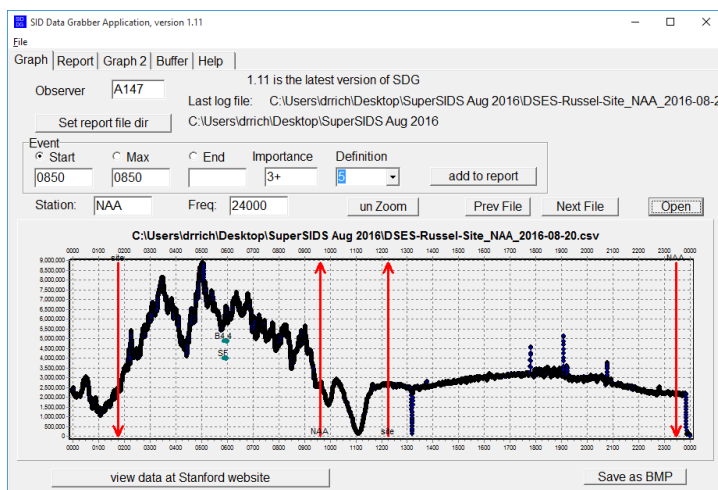 SID Data Grabber Application, version 1.11
File
Graph Report Graph 2 Buffer Help
1.11 is the latest version of SDG
Observer A147
Last log file: C:\Users\drrich\Desktop\SuperSIDS Aug 2016\DSES-Russel-Site_NAA_2016-08-2
Set report file dir C:\Users\drrich\Desktop\SuperSIDS Aug 2016
Event
Start Max End Importance Definition
0850 0850 3+ 5 add to report
Station: NAA Freq: 24000 un Zoom Prev File Next File Open
C:\Users\drrich\Desktop\SuperSIDS Aug 2016\DSES-Russel-Site_NAA_2016-08-20.csv
0000 0100 0200 0300 0400 0500 0600 0700 0800 0900 1000 1100 1200 1300 1400 1500 1600 1700 1800 1900 2000 2100 2200 2300 0000
site NAA
9,000,000
8,500,000
8,000,000
7,500,000
7,000,000
6,500,000
6,000,000
5,500,000
5,000,000
B4.4
4,500,000
SF
4,000,000
3,500,000
3,000,000
2,500,000
2,000,000
1,500,000
1,000,000
500,000
NAA site
0
0000 0100 0200 0300 0400 0500 0600 0700 0800 0900 1000 1100 1200 1300 1400 1500 1600 1700 1800 1900 2000 2100 2200 2300 0000
view data at Stanford website Save as BMP